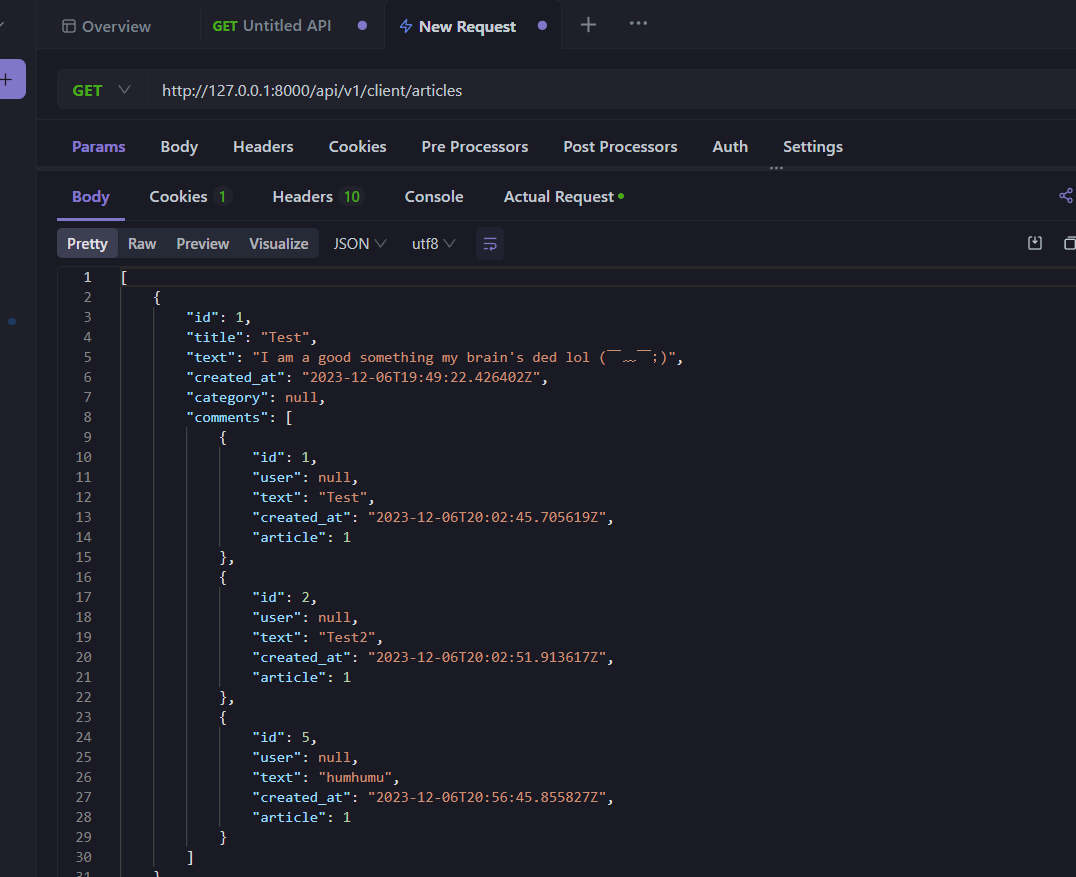 Overview GET Untitled API New Request
GET http://127.0.0.1:8000/api/v1/client/articles
Params Body Headers Cookies Pre Processors Post Processors Auth Settings
Body Cookies 1 Headers 10 Console Actual Request
Pretty Raw Preview Visualize JSON utf8
1 [
2 {
3 "id": 1,
4 "title": "Test",
5 "text": "I am a good something my brain's ded lol (￣﹏￣;)",
6 "created_at": "2023-12-06T19:49:22.426402Z",
7 "category": null,
8 "comments": [
9 {
10 "id": 1,
11 "user": null,
12 "text": "Test",
13 "created_at": "2023-12-06T20:02:45.705619Z",
14 "article": 1
15 },
16 {
17 "id": 2,
18 "user": null,
19 "text": "Test2",
20 "created_at": "2023-12-06T20:02:51.913617Z",
21 "article": 1
22 },
23 {
24 "id": 5,
25 "user": null,
26 "text": "humhumu",
27 "created_at": "2023-12-06T20:56:45.855827Z",
28 "article": 1
29 }
30 ]
31 }